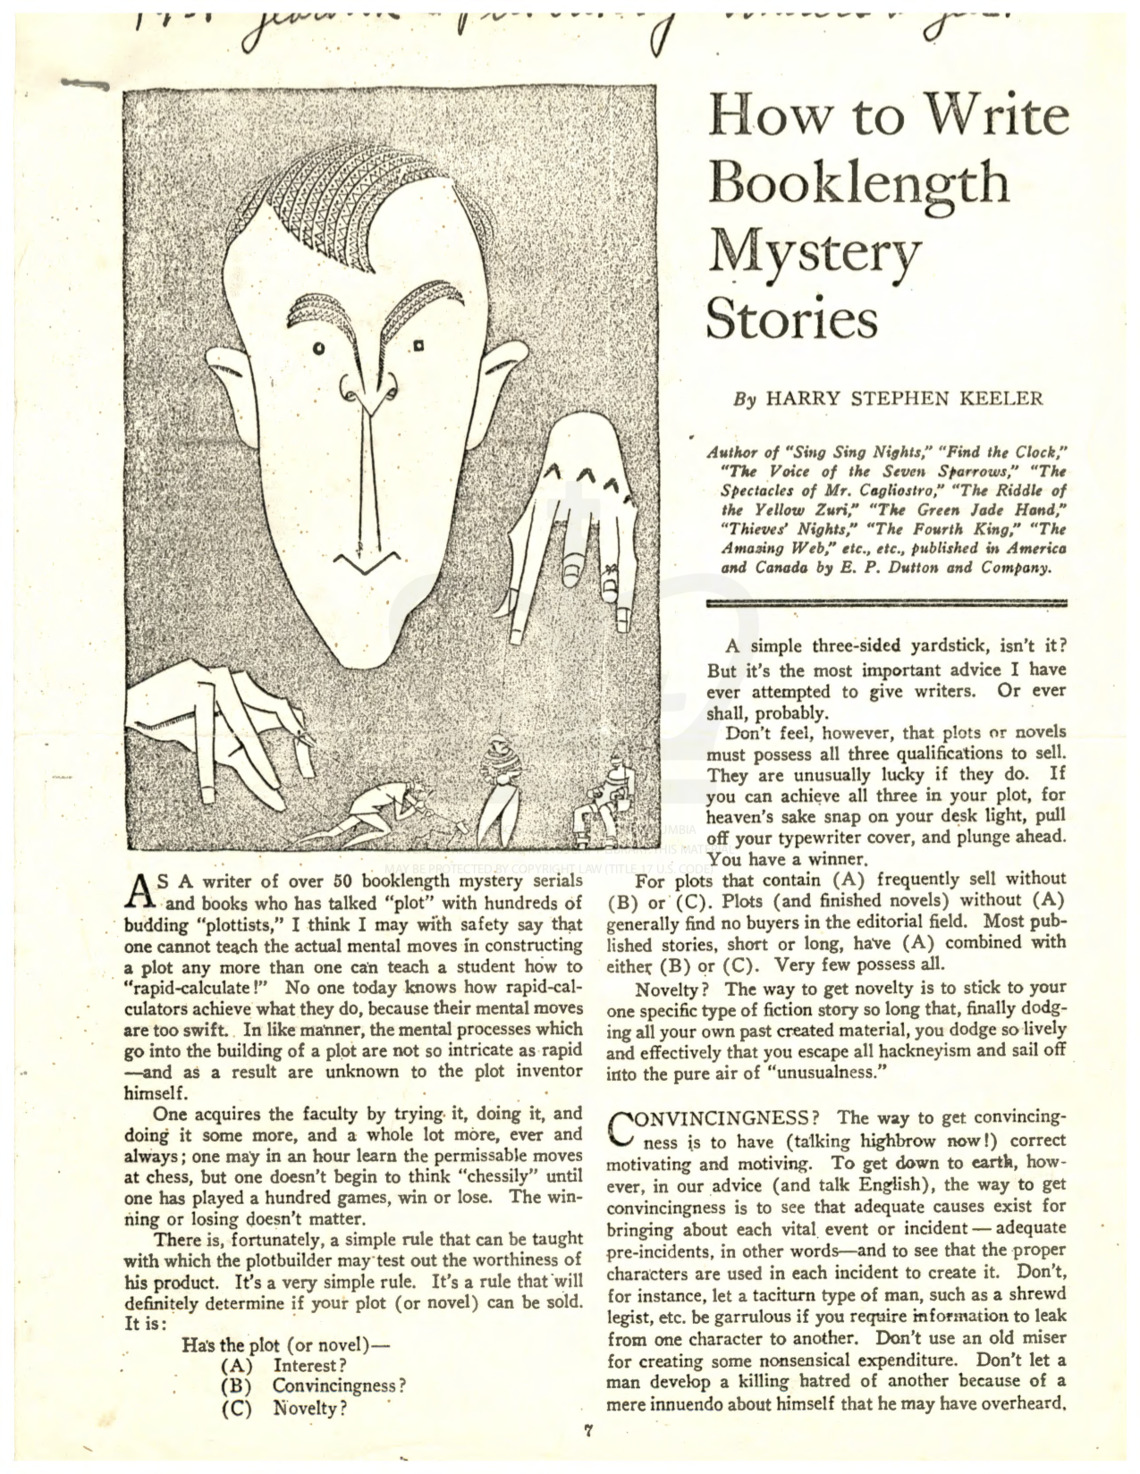 How to Write
Booklength
Mystery
Stories
By HARRY STEPHEN KEELER
Author of "Sing Sing Nights," "Find the Clock,"
"The Voice of the Seven Sparrows," "The
Spectacles of Mr. Cagliostro," "The Riddle of
the Yellow Zuri," "The Green Jade Hand,"
"Thieves' Nights," "The Fourth King," "The
Amazing Web," etc., etc., published in America
and Canada by E. P. Dutton and Company.
AS A writer of over 50 booklength mystery serials
and books who has talked "plot" with hundreds of
budding "plottists," I think I may with safety say that
one cannot teach the actual mental moves in constructing
a plot any more than one can teach a student how to
"rapid-calculate!" No one today knows how rapid-cal-
culators achieve what they do, because their mental moves
are too swift. In like manner, the mental processes which
go into the building of a plot are not so intricate as rapid
—and as a result are unknown to the plot inventor
himself.
One acquires the faculty by trying it, doing it, and
doing it some more, and a whole lot more, ever and
always; one may in an hour learn the permissable moves
at chess, but one doesn't begin to think "chessily" until
one has played a hundred games, win or lose. The win-
ning or losing doesn't matter.
There is, fortunately, a simple rule that can be taught
with which the plotbuilder may test out the worthiness of
his product. It's a very simple rule. It's a rule that will
definitely determine if your plot (or novel) can be sold.
It is:
Has the plot (or novel)—
(A) Interest?
(B) Convincingness?
(C) Novelty?
A simple three-sided yardstick, isn't it?
But it's the most important advice I have
ever attempted to give writers. Or ever
shall, probably.
Don't feel, however, that plots or novels
must possess all three qualifications to sell.
They are unusually lucky if they do. If
you can achieve all three in your plot, for
heaven's sake snap on your desk light, pull
off your typewriter cover, and plunge ahead.
You have a winner.
For plots that contain (A) frequently sell without
(B) or (C). Plots (and finished novels) without (A)
generally find no buyers in the editorial field. Most pub-
lished stories, short or long, have (A) combined with
either (B) or (C). Very few possess all.
Novelty? The way to get novelty is to stick to your
one specific type of fiction story so long that, finally dodg-
ing all your own past created material, you dodge so lively
and effectively that you escape all hackneyism and sail off
into the pure air of "unusualness."
CONVINCINGNESS? The way to get convincing-
ness is to have (talking highbrow now!) correct
motivating and motiving. To get down to earth, how-
ever, in our advice (and talk English), the way to get
convincingness is to see that adequate causes exist for
bringing about each vital event or incident — adequate
pre-incidents, in other words—and to see that the proper
characters are used in each incident to create it. Don't,
for instance, let a taciturn type of man, such as a shrewd
legist, etc. be garrulous if you require information to leak
from one character to another. Don't use an old miser
for creating some nonsensical expenditure. Don't let a
man develop a killing hatred of another because of a
mere innuendo about himself that he may have overheard.
7
MAY BE PROTECTED BY COPYRIGHT LAW (TITLE 17 U.S. CODE)